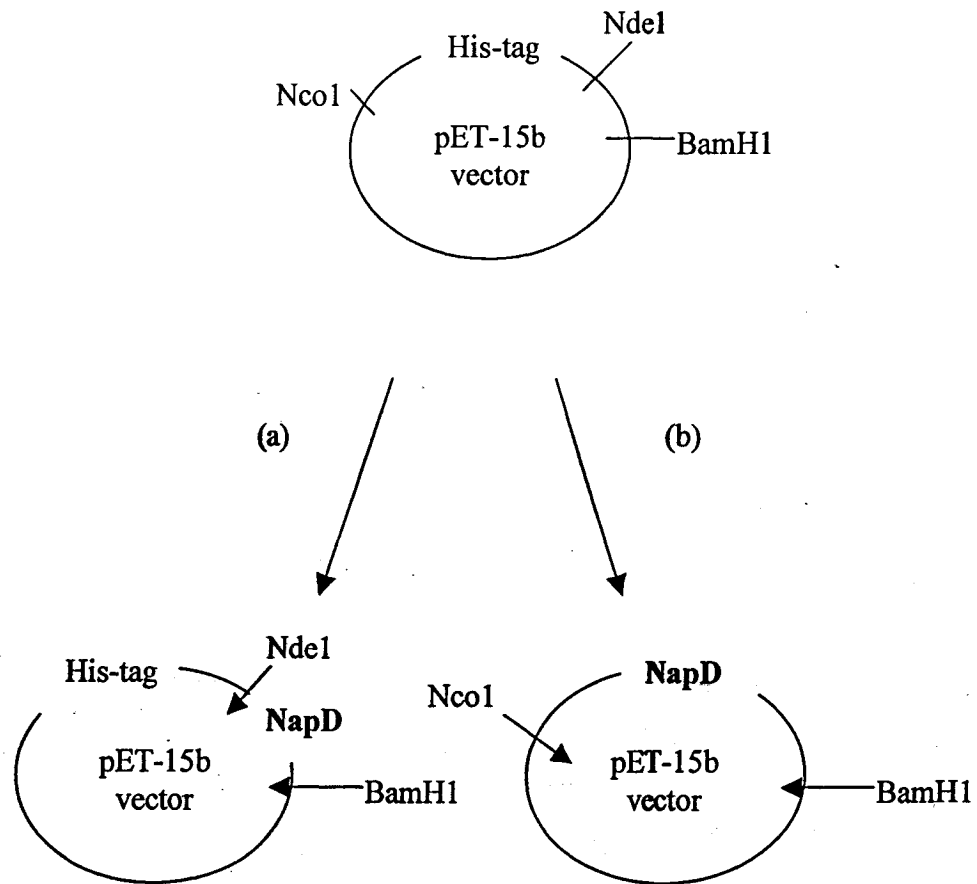 Nde1
His-tag
Nco1
pET-15b
vector
BamH1
(a)
(b)
Nde1
His-tag
NapD
pET-15b
vector
BamH1
NapD
Nco1
pET-15b
vector
BamH1